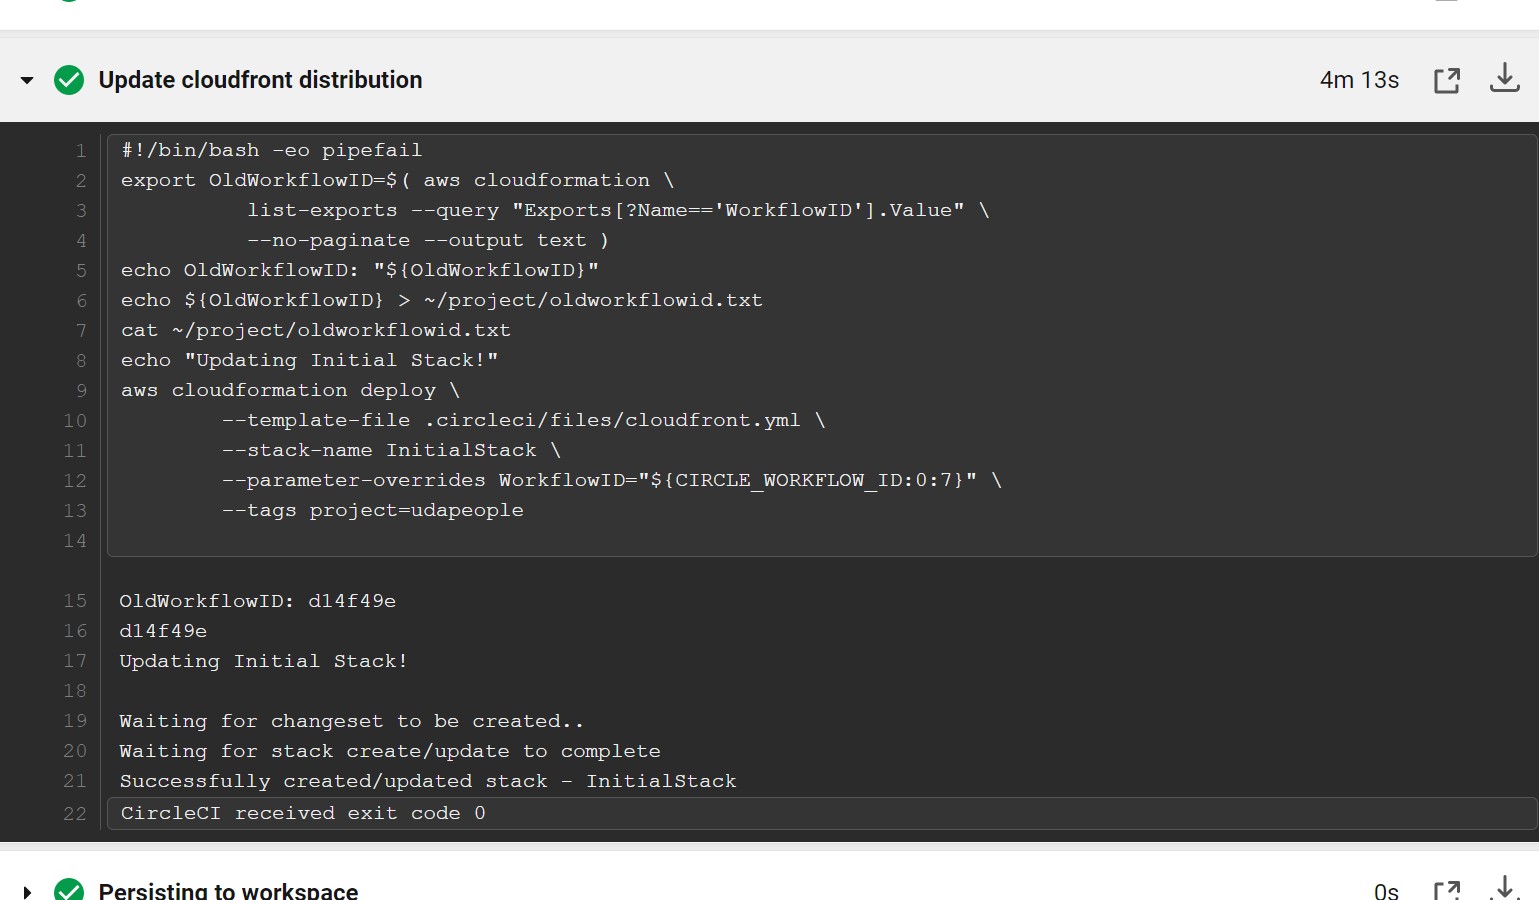 Update cloudfront distribution 4m 13s
1 #!/bin/bash -eo pipefail
2 export OldWorkflowID=$( aws cloudformation \
3 list-exports --query "Exports[?Name=='WorkflowID'].Value" \
4 --no-paginate --output text )
5 echo OldWorkflowID: "${OldWorkflowID}"
6 echo ${OldWorkflowID} > ~/project/oldworkflowid.txt
7 cat ~/project/oldworkflowid.txt
8 echo "Updating Initial Stack!"
9 aws cloudformation deploy \
10 --template-file .circleci/files/cloudfront.yml \
11 --stack-name InitialStack \
12 --parameter-overrides WorkflowID="${CIRCLE_WORKFLOW_ID:0:7}" \
13 --tags project=udapeople
14
15 OldWorkflowID: d14f49e
16 d14f49e
17 Updating Initial Stack!
18
19 Waiting for changeset to be created..
20 Waiting for stack create/update to complete
21 Successfully created/updated stack - InitialStack
22 CircleCI received exit code 0
Persisting to workspace 0s